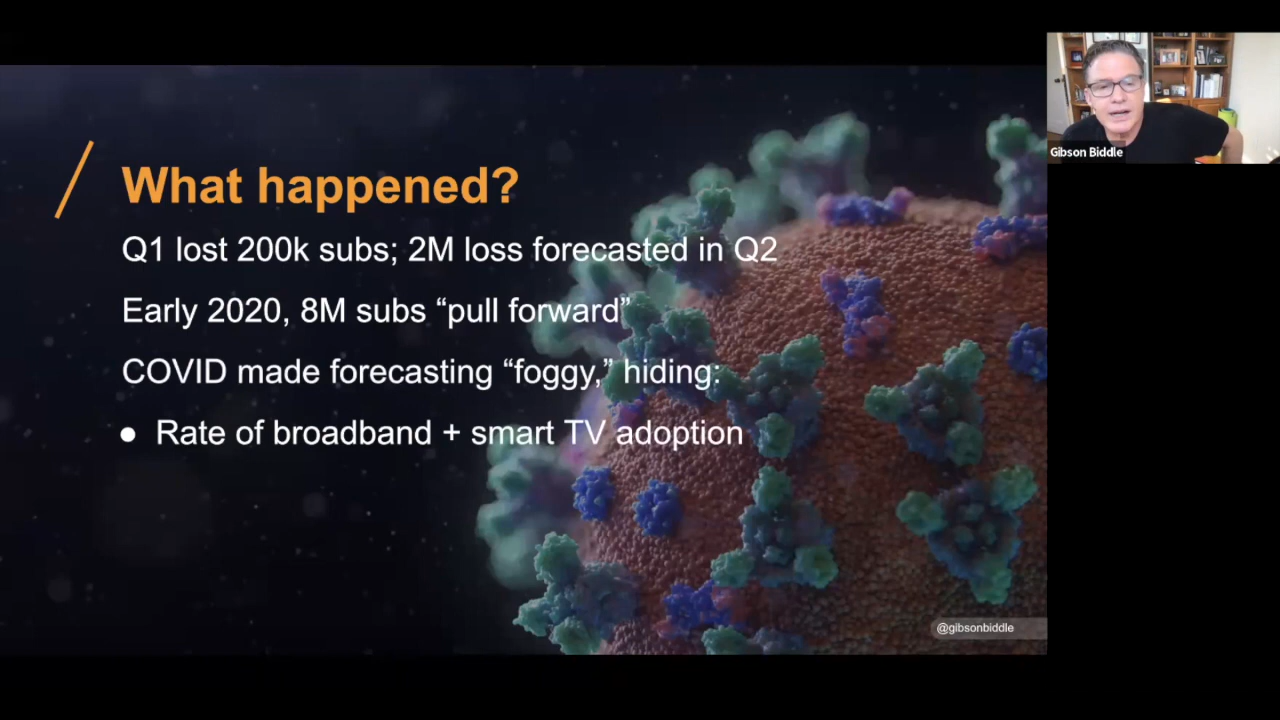 What happened?
Q1 lost 200k subs; 2M loss forecasted in Q2
Early 2020, 8M subs “pull forward”
COVID made forecasting “foggy,” hiding:
● Rate of broadband + smart TV adoption
@gibsonbiddle
Gibson Biddle